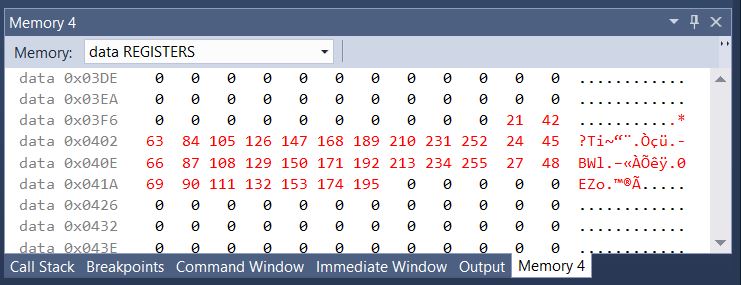 Memory 4
Memory: data REGISTERS
data 0x03DE 0 0 0 0 0 0 0 0 0 0 0 0 ............
data 0x03EA 0 0 0 0 0 0 0 0 0 0 0 0 ............
data 0x03F6 0 0 0 0 0 0 0 0 0 0 21 42 ...........*
data 0x0402 63 84 105 126 147 168 189 210 231 252 24 45 ?Ti~“¨.Òçü.-
data 0x040E 66 87 108 129 150 171 192 213 234 255 27 48 BWl.–«ÀÕêÿ.0
data 0x041A 69 90 111 132 153 174 195 0 0 0 0 0 EZo.™®Ã.....
data 0x0426 0 0 0 0 0 0 0 0 0 0 0 0 ............
data 0x0432 0 0 0 0 0 0 0 0 0 0 0 0 ............
data 0x043E 0 0 0 0 0 0 0 0 0 0 0 0 ............
Call Stack Breakpoints Command Window Immediate Window Output Memory 4